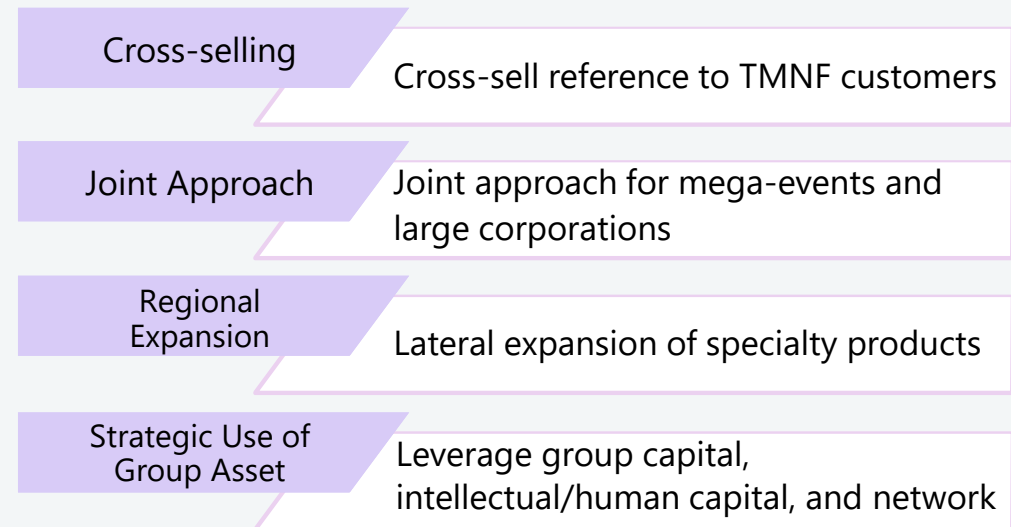 Cross-selling
Cross-sell reference to TMNF customers
Joint Approach
Joint approach for mega-events and
large corporations
Regional
Expansion
Lateral expansion of specialty products
Strategic Use of
Group Asset
Leverage group capital,
intellectual/human capital, and network